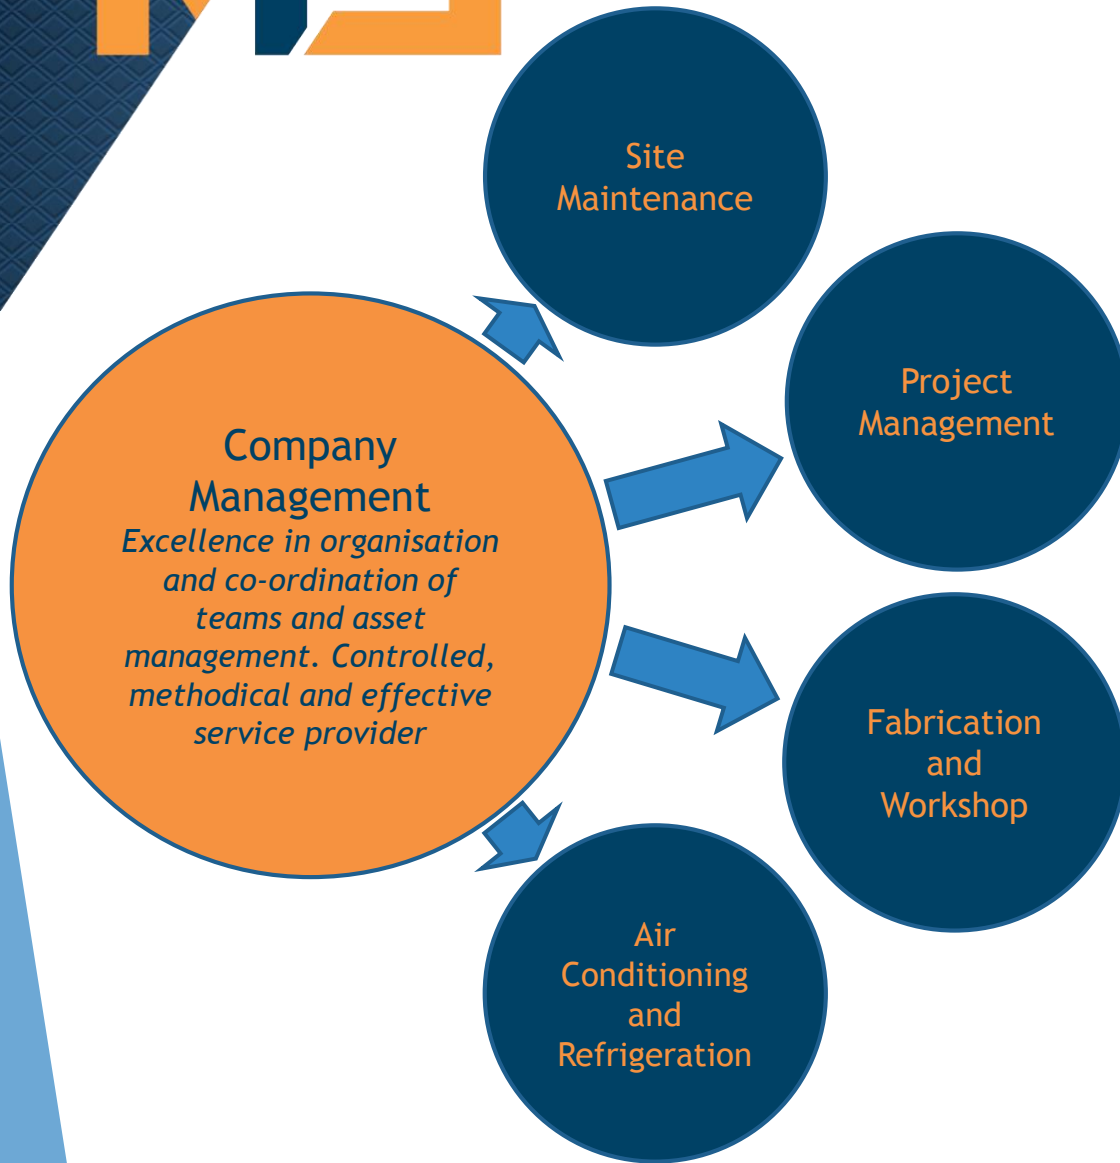 Site
Maintenance
Project
Management
Company
Management
Excellence in organisation
and co-ordination of
teams and asset
management. Controlled,
methodical and effective
service provider
Fabrication
and
Workshop
Air
Conditioning
and
Refrigeration